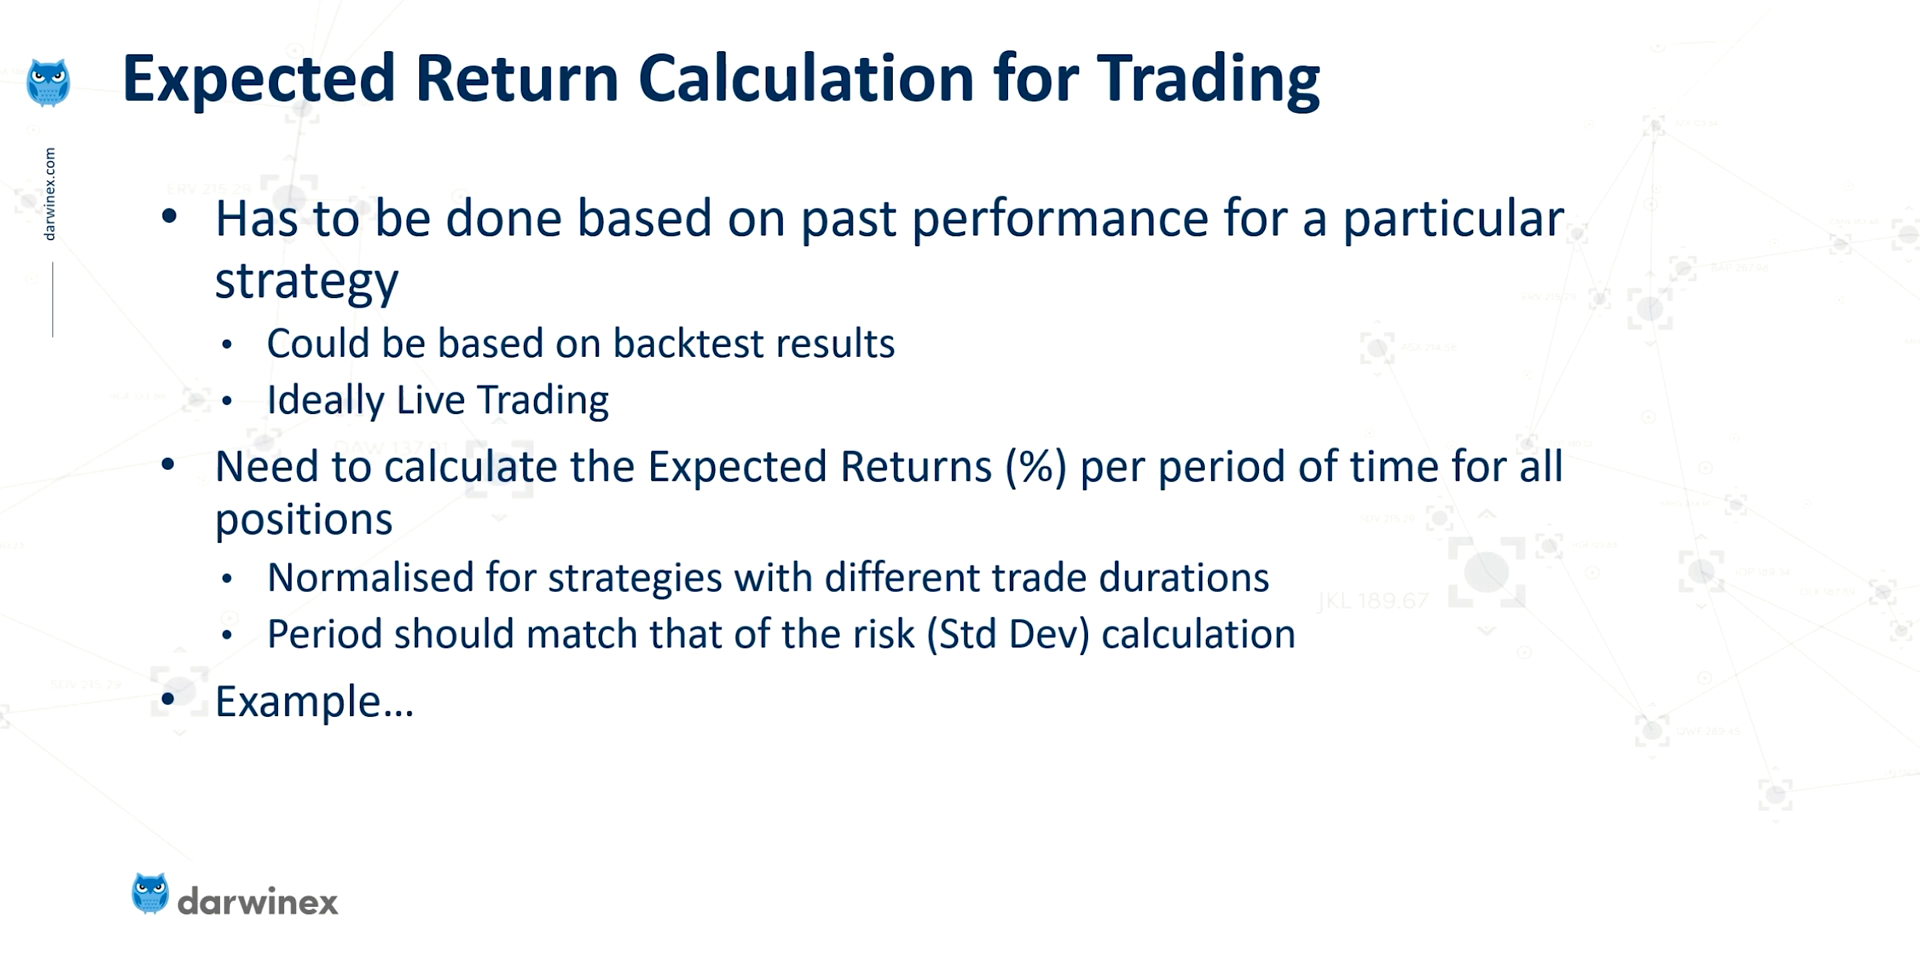 Expected Return Calculation for Trading
darwinex.com
• Has to be done based on past performance for a particular
strategy
• Could be based on backtest results
• Ideally Live Trading
• Need to calculate the Expected Returns (%) per period of time for all
positions
• Normalised for strategies with different trade durations
• Period should match that of the risk (Std Dev) calculation
JKL 189.67
• Example...
darwinex